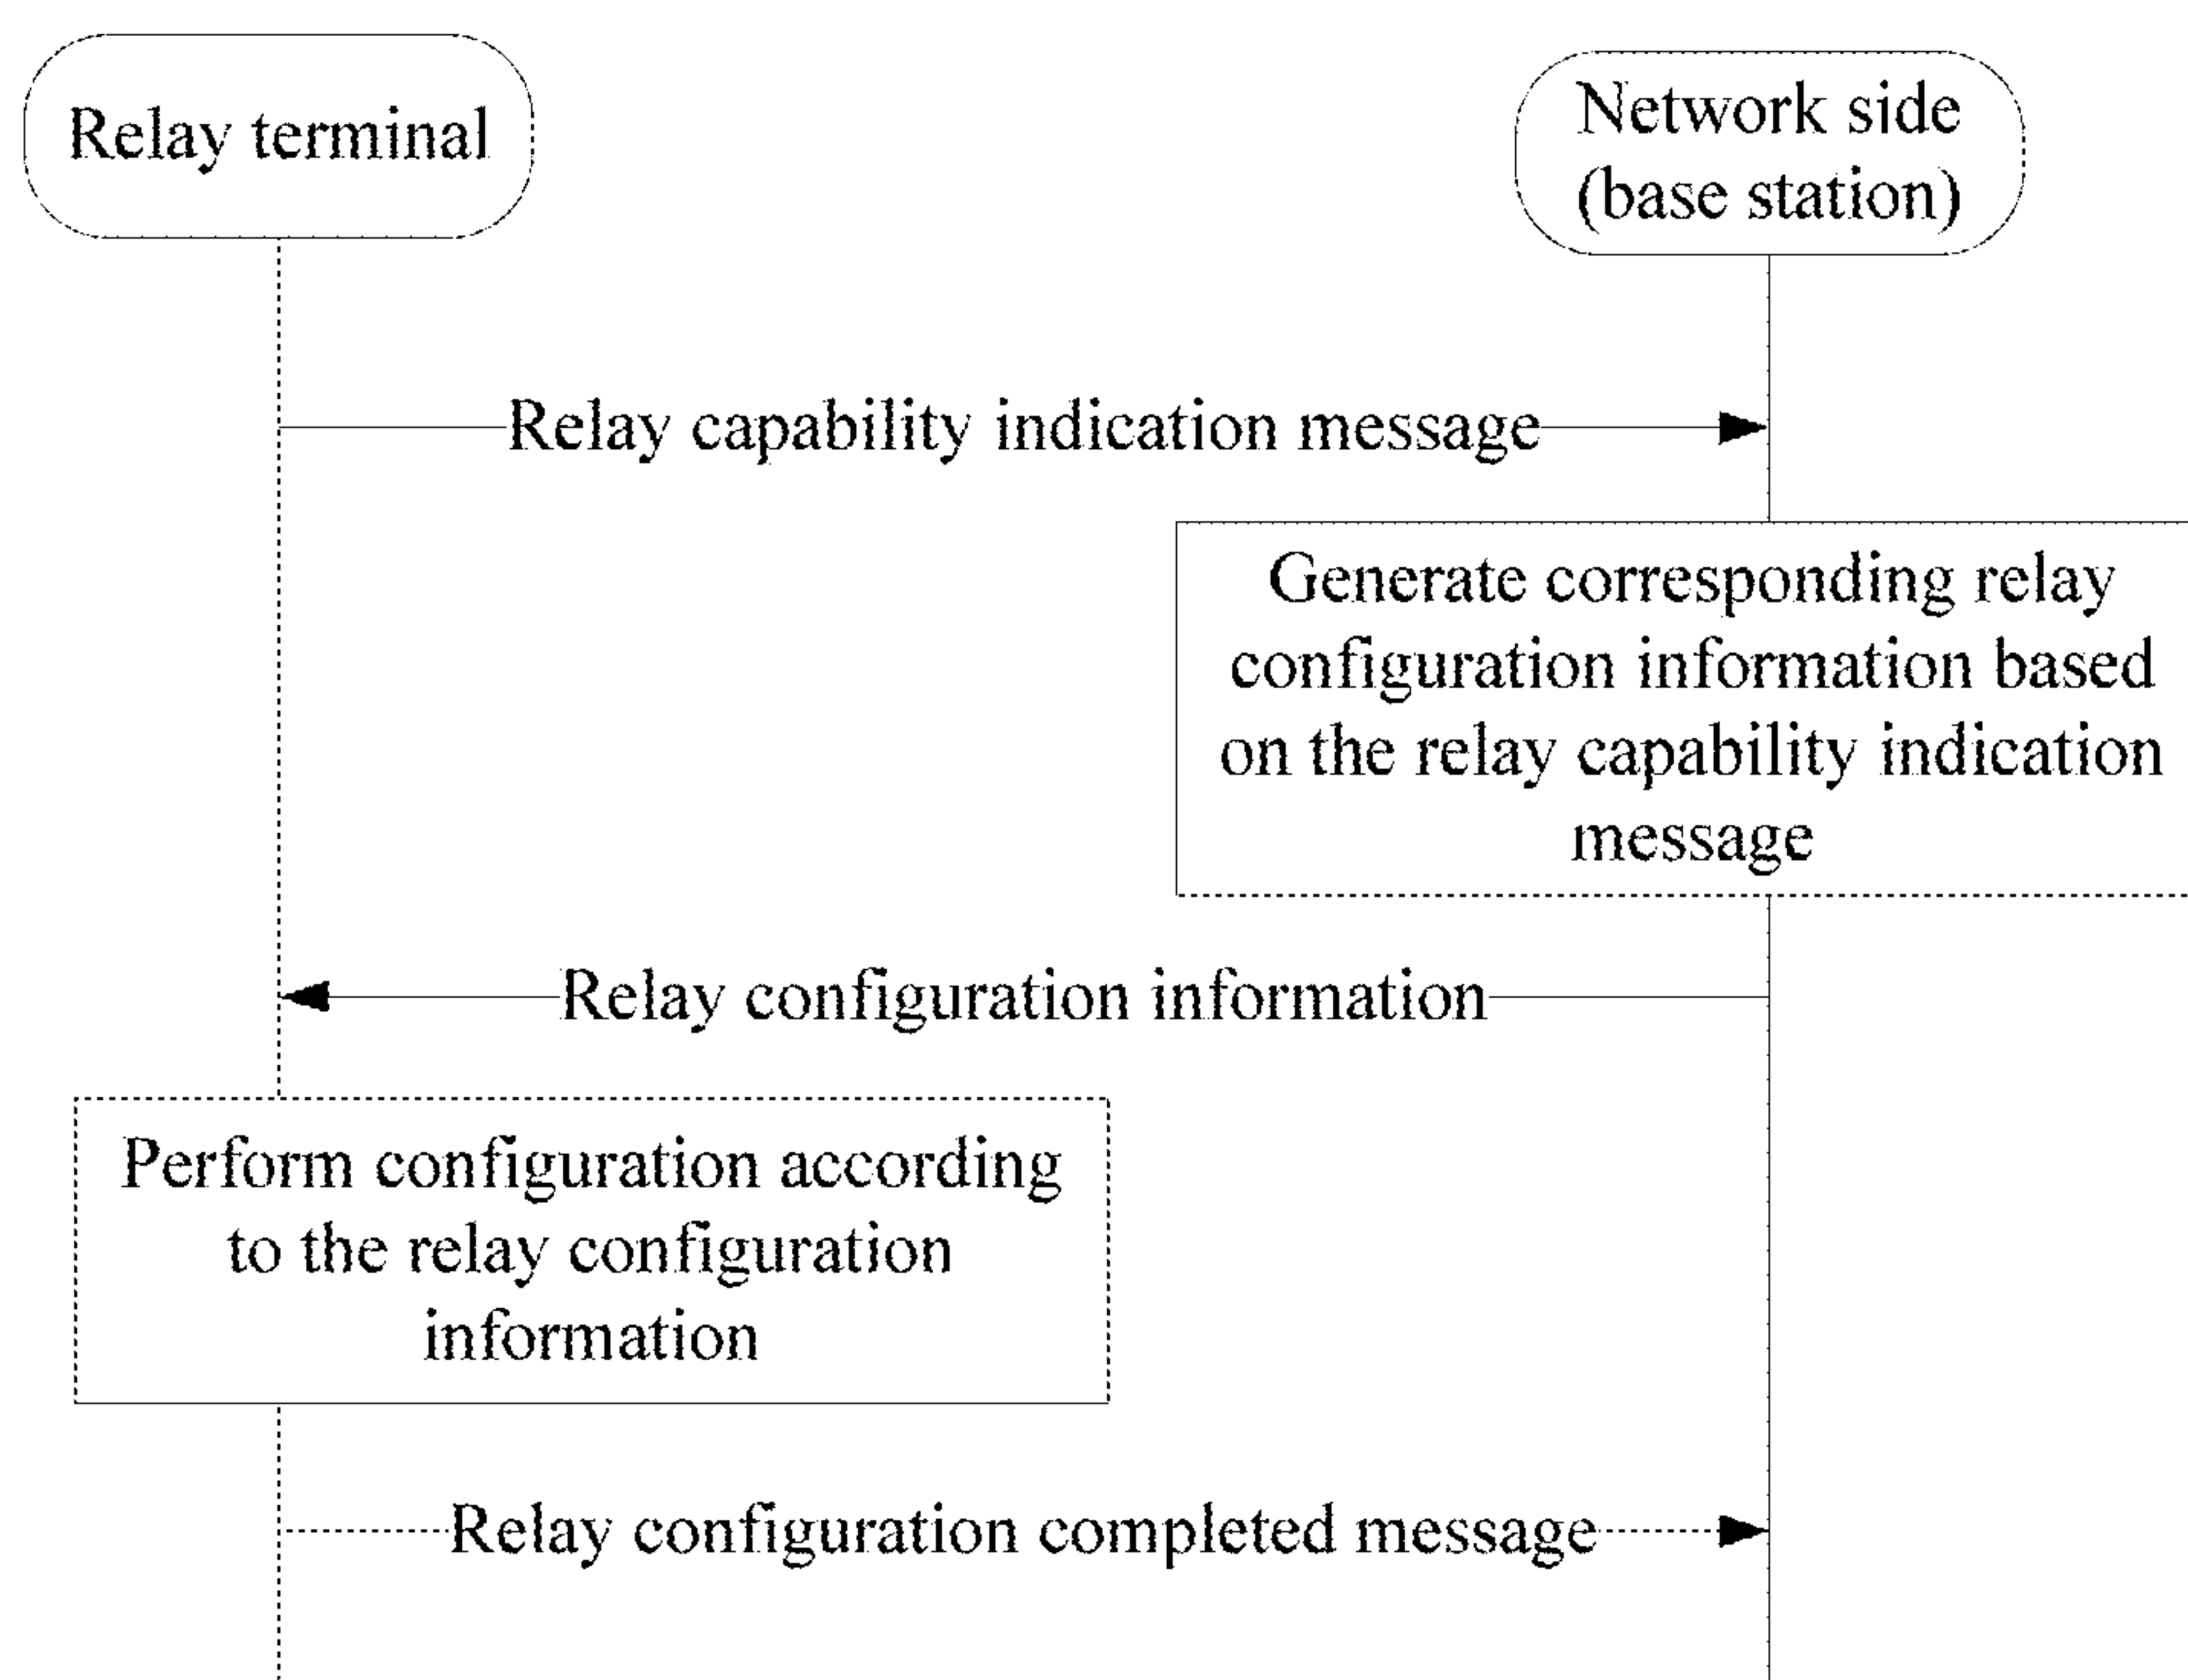 Relay terminal
Network side
(base station)
Relay capability indication message
Generate corresponding relay
configuration information based
on the relay capability indication
message
Relay configuration information
Perform configuration according
to the relay configuration
information
Relay configuration completed message